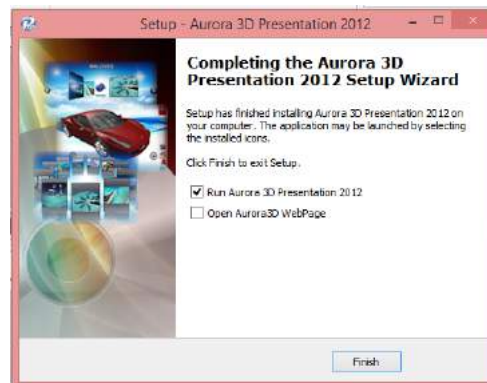 Setup - Aurora 3D Presentation 2012
Completing the Aurora 3D
Presentation 2012 Setup Wizard
Setup has finished installing Aurora 3D Presentation 2012 on
your computer. The application may be launched by selecting
the installed icons.
Click Finish to exit Setup.
Run Aurora 3D Presentation 2012
Open Aurora3D WebPage
Finish